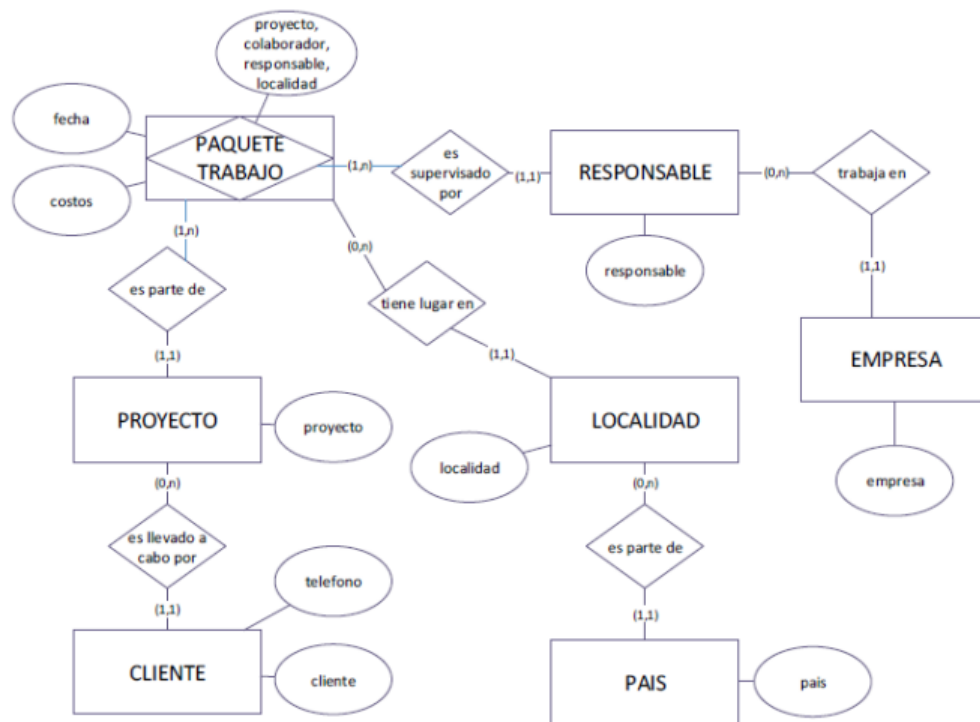 proyecto,
colaborador,
responsable,
localidad
fecha
PAQUETE
TRABAJO
costos
(1,n)
es
supervisado
por
(1,1)
RESPONSABLE
(0,n)
trabaja en
responsable
(1,1)
EMPRESA
empresa
(1,n)
es parte de
(1,1)
(0,n)
tiene lugar en
(1,1)
PROYECTO
proyecto
LOCALIDAD
localidad
(0,n)
es llevado a
cabo por
(1,1)
(0,n)
es parte de
(1,1)
telefono
CLIENTE
cliente
PAIS
pais